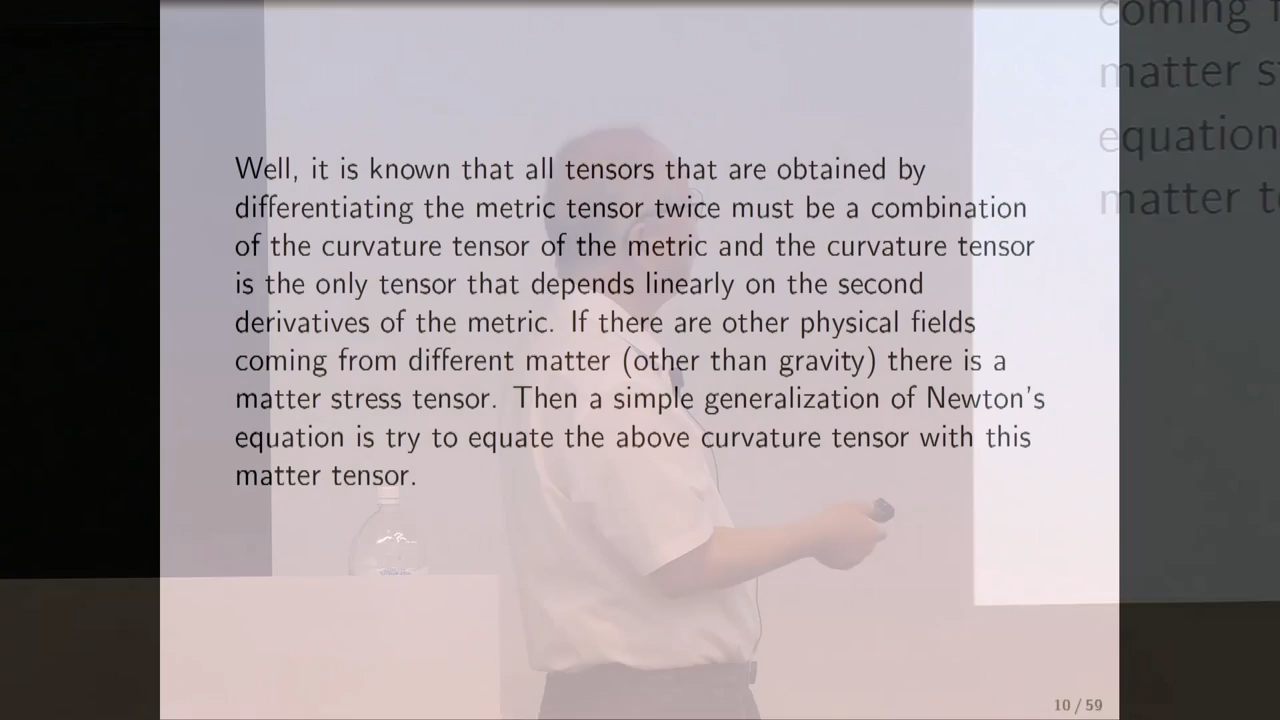 Well, it is known that all tensors that are obtained by
differentiating the metric tensor twice must be a combination
of the curvature tensor of the metric and the curvature tensor
is the only tensor that depends linearly on the second
derivatives of the metric. If there are other physical fields
coming from different matter (other than gravity) there is a
matter stress tensor. Then a simple generalization of Newton's
equation is try to equate the above curvature tensor with this
matter tensor.
10 / 59
coming
matter
equation
matter